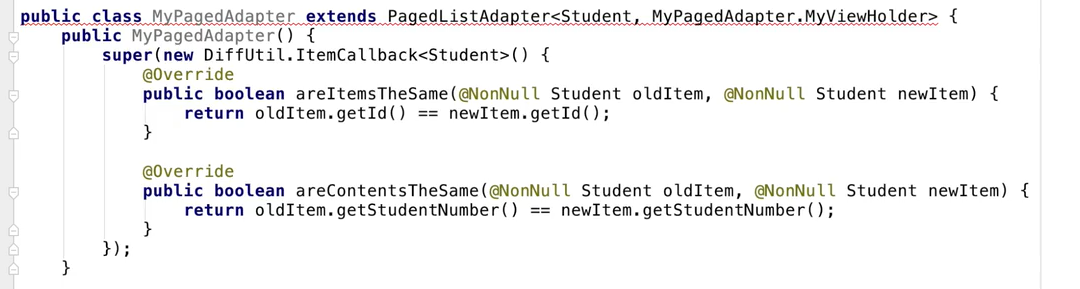 public class MyPagedAdapter extends PagedListAdapter<Student, MyPagedAdapter.MyViewHolder> {
    public MyPagedAdapter() {
        super(new DiffUtil.ItemCallback<Student>() {
            @Override
            public boolean areItemsTheSame(@NonNull Student oldItem, @NonNull Student newItem) {
                return oldItem.getId() == newItem.getId();
            }

            @Override
            public boolean areContentsTheSame(@NonNull Student oldItem, @NonNull Student newItem) {
                return oldItem.getStudentNumber() == newItem.getStudentNumber();
            }
        });
    }